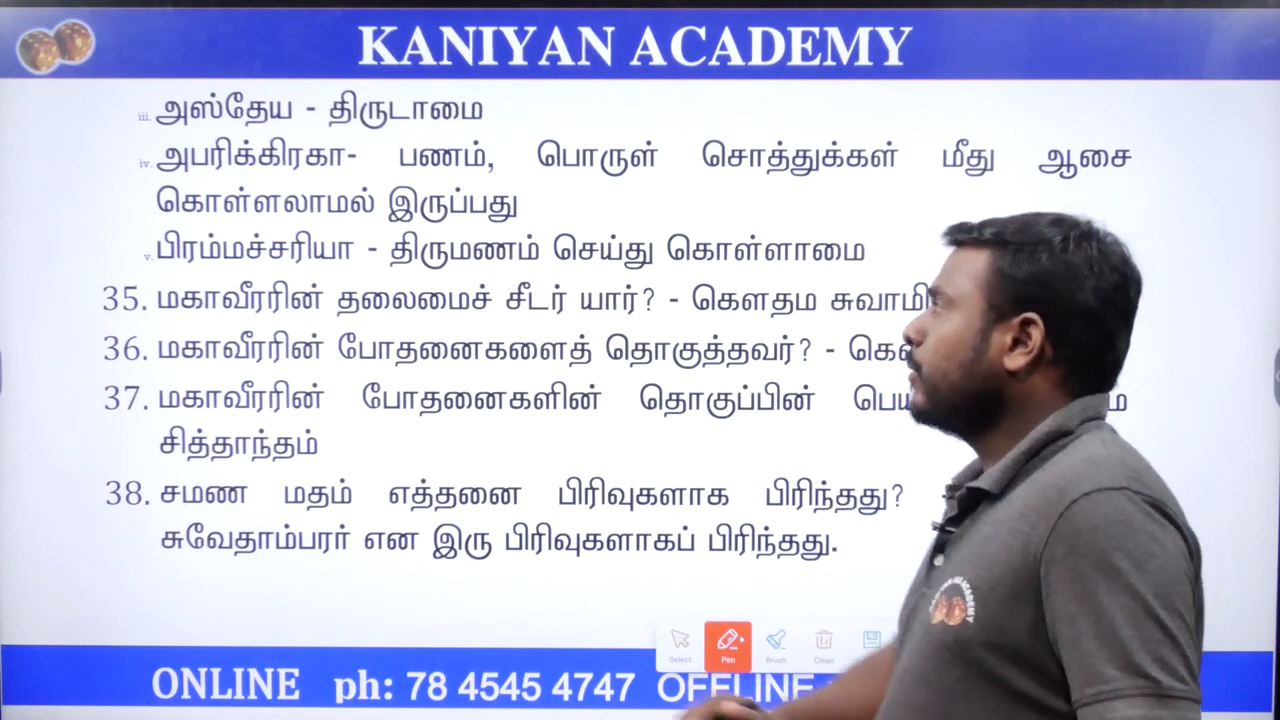 KANIYAN ACADEMY
iii. அஸ்தேய - திருடாமை
iv. அபரிக்கிரகா- பணம், பொருள் சொத்துக்கள் மீது ஆசை
கொள்ளலாமல் இருப்பது
v. பிரம்மச்சரியா - திருமணம் செய்து கொள்ளாமை
35. மகாவீரரின் தலைமைச் சீடர் யார்? - கௌதம சுவாமி
36. மகாவீரரின் போதனைகளைத் தொகுத்தவர்? -
37. மகாவீரரின் போதனைகளின் தொகுப்பின்
சித்தாந்தம்
38. சமண மதம் எத்தனை பிரிவுகளாக பிரிந்தது?
சுவேதாம்பரர் என இரு பிரிவுகளாகப் பிரிந்தது.
Select Pen Brush Clean
ONLINE ph: 78 4545 4747 OFFLINE
KANIYAN ACADEMY